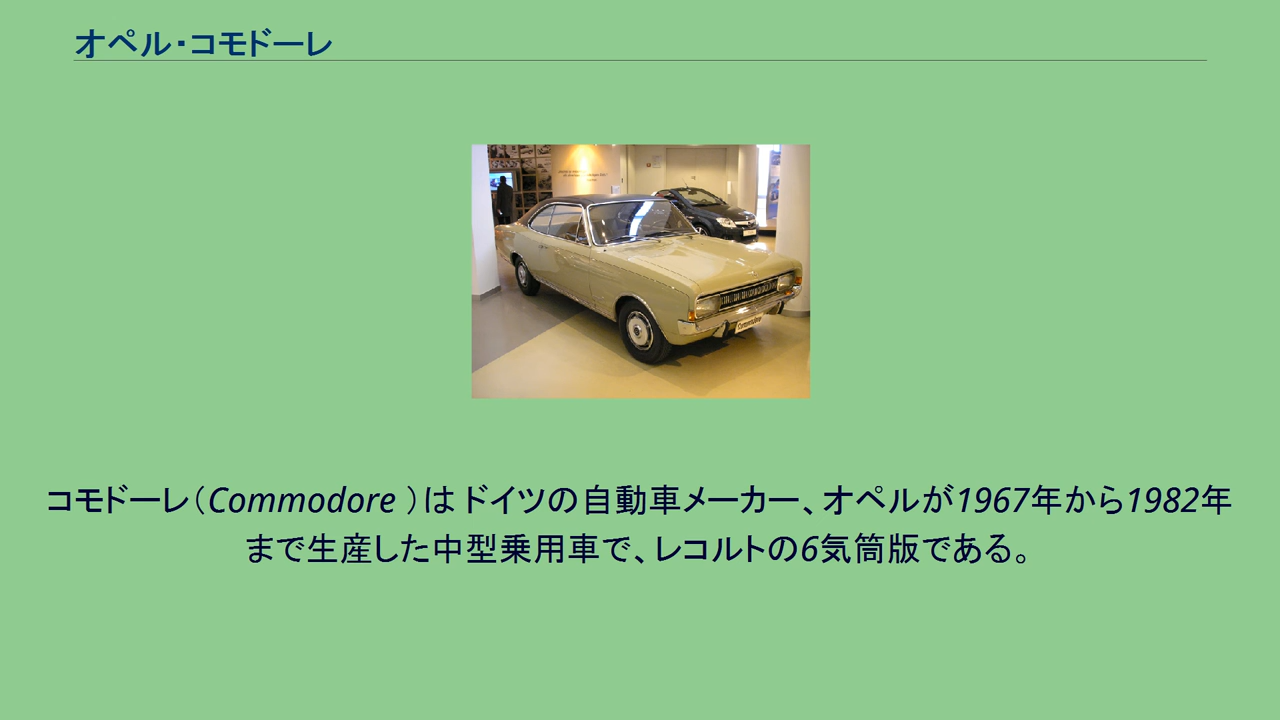 オペル・コモドーレ
Commodore
コモドーレ（Commodore ）は ドイツの自動車メーカー、オペルが1967年から1982年
まで生産した中型乗用車で、レコルトの6気筒版である。